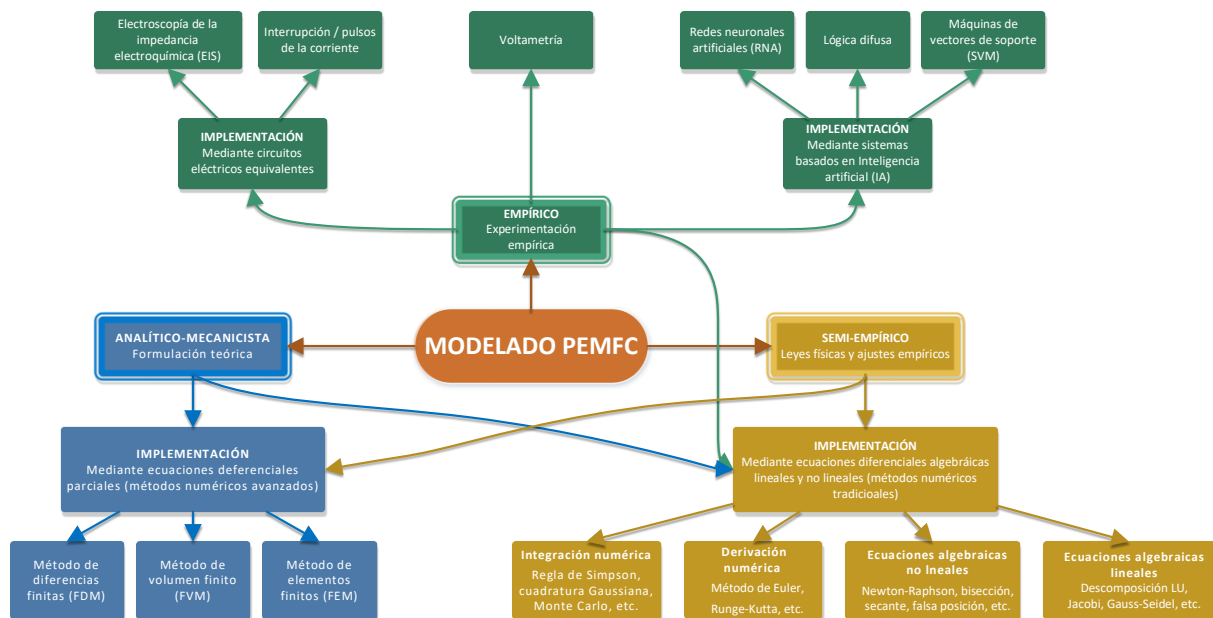 Electroscopía de la
impedancia
electroquímica (EIS)
Interrupción / pulsos
de la corriente
Voltametría
Redes neuronales
artificiales (RNA)
Lógica difusa
Máquinas de
vectores de soporte
(SVM)
IMPLEMENTACIÓN
Mediante circuitos
eléctricos equivalentes
IMPLEMENTACIÓN
Mediante sistemas
basados en Inteligencia
artificial (IA)
EMPÍRICO
Experimentación
empírica
ANALÍTICO-MECANICISTA
Formulación teórica
MODELADO PEMFC
SEMI-EMPÍRICO
Leyes físicas y ajustes empíricos
IMPLEMENTACIÓN
Mediante ecuaciones deferenciales
parciales (métodos numéricos avanzados)
IMPLEMENTACIÓN
Mediante ecuaciones diferenciales algebráicas
lineales y no lineales (métodos numéricos
tradicioales)
Método de
diferencias
finitas (FDM)
Método de
volumen finito
(FVM)
Método de
elementos
finitos (FEM)
Integración numérica
Regla de Simpson,
cuadratura Gaussiana,
Monte Carlo, etc.
Derivación
numérica
Método de Euler,
Runge-Kutta, etc.
Ecuaciones algebraicas
no lneales
Newton-Raphson, bisección,
secante, falsa posición, etc.
Ecuaciones algebraicas
lineales
Descomposición LU,
Jacobi, Gauss-Seidel, etc.